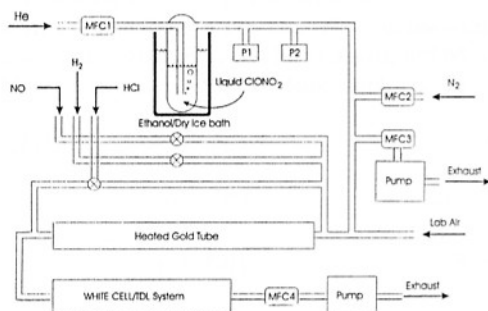 He
MFC1
P1
P2
H₂
NO
HCl
Liquid ClONO₂
N₂
MFC2
Ethanol/Dry Ice bath
MFC3
Pump
Exhaust
Lab Air
Heated Gold Tube
WHITE CELL/TDL System
MFC4
Pump
Exhaust